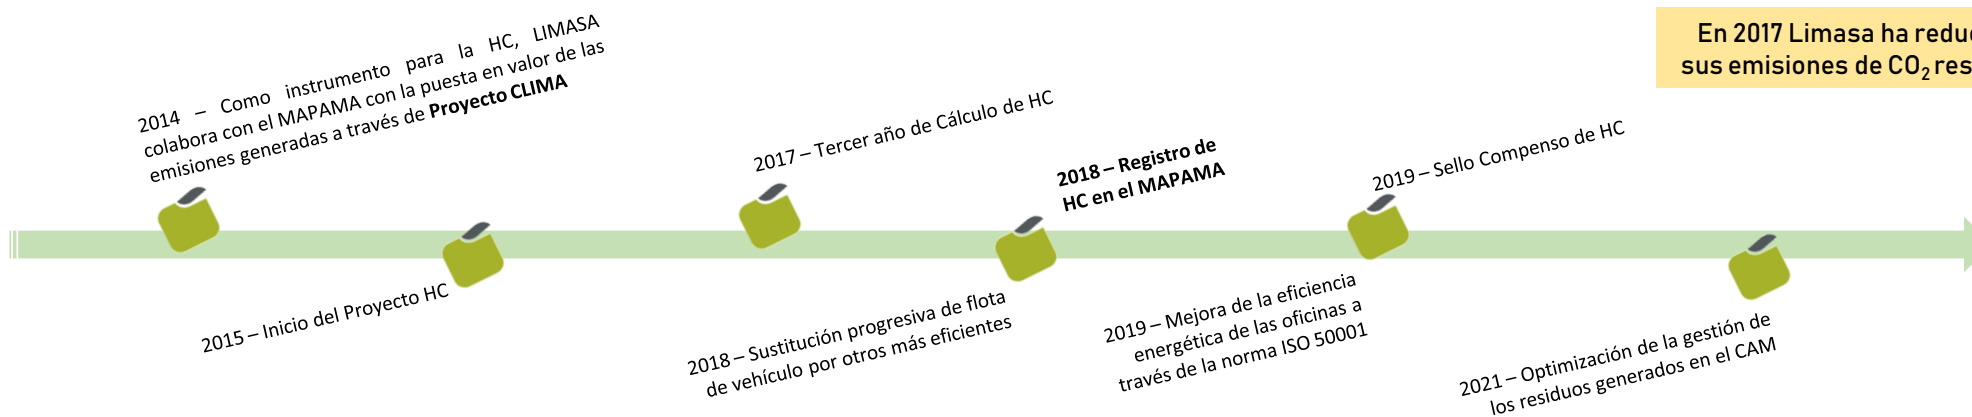 En 2017 Limasa ha
sus emisiones de CO₂
2014 – Como instrumento para la HC, LIMASA
colabora con el MAPAMA con la puesta en valor de las
emisiones generadas a través de Proyecto CLIMA
2015 – Inicio del Proyecto HC
2017 – Tercer año de Cálculo de HC
2018 – Sustitución progresiva de flota
de vehículo por otros más eficientes
2018 – Registro de
HC en el MAPAMA
2019 – Mejora de la eficiencia
energética de las oficinas a
través de la norma ISO 50001
2019 – Sello Compenso de HC
2021 – Optimización de la gestión de
los residuos generados en el CAM